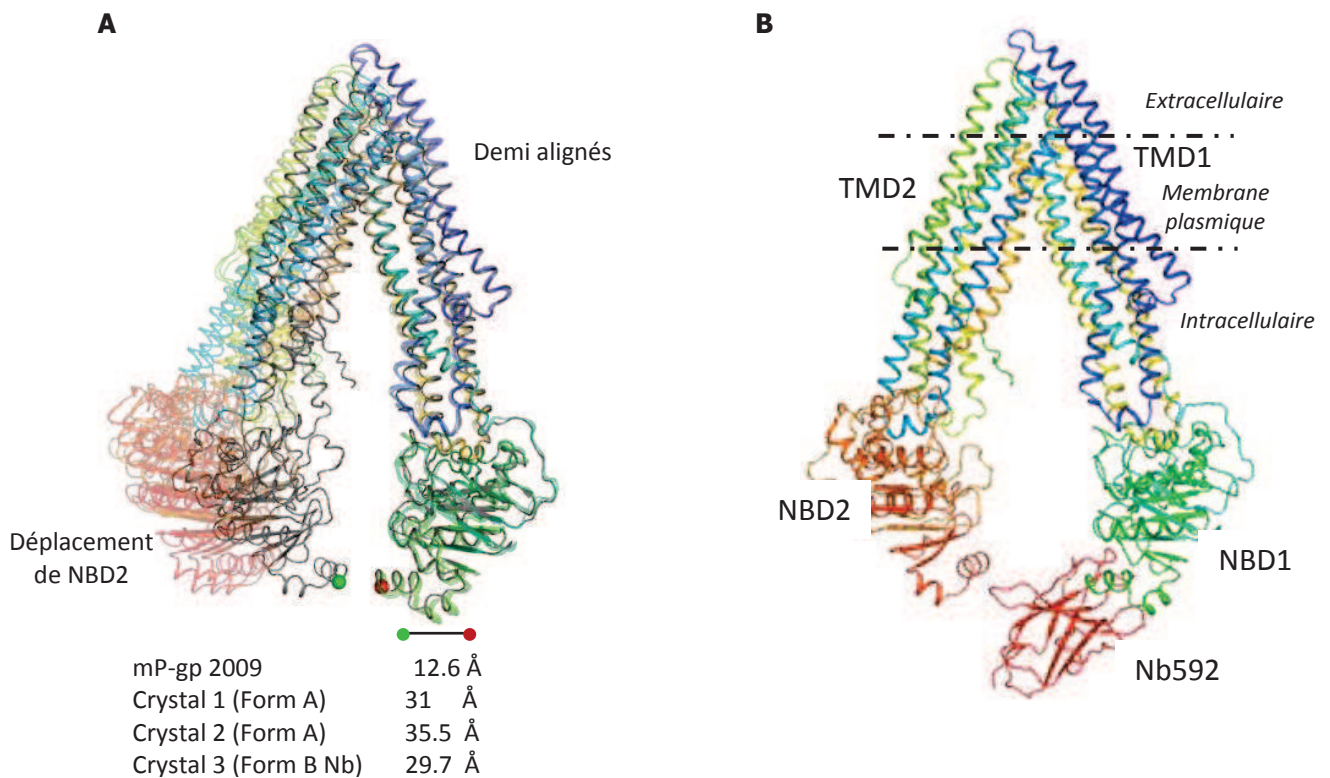 A
Demi alignés
Déplacement
de NBD2
mP-gp 2009 12.6 Å
Crystal 1 (Form A) 31 Å
Crystal 2 (Form A) 35.5 Å
Crystal 3 (Form B Nb) 29.7 Å
B
Extracellulaire
TMD1
TMD2
Membrane
plasmique
Intracellulaire
NBD2
NBD1
Nb592